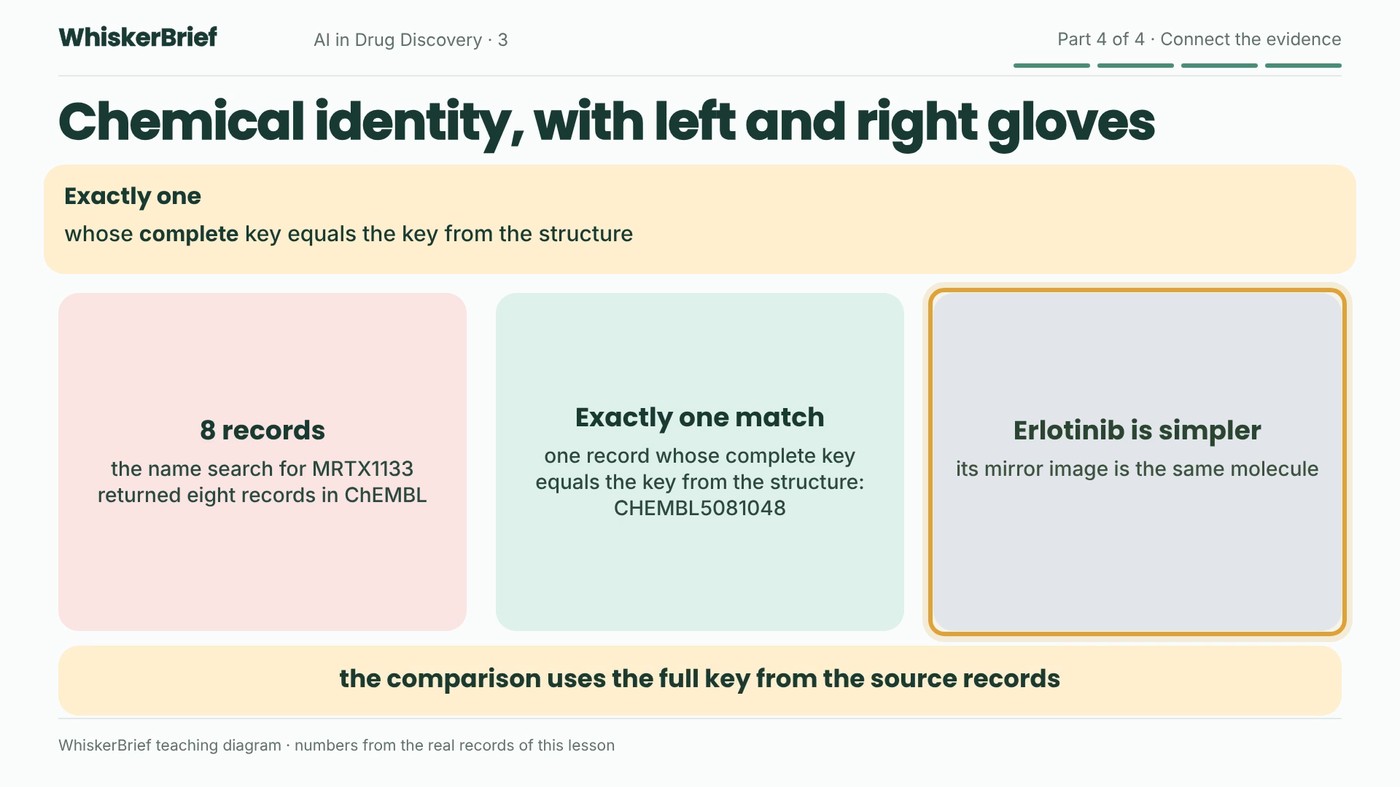 WhiskerBrief
AI in Drug Discovery · 3
Part 4 of 4 · Connect the evidence
Chemical identity, with left and right gloves
Exactly one
whose complete key equals the key from the structure
8 records
the name search for MRTX1133
returned eight records in ChEMBL
Exactly one match
one record whose complete key
equals the key from the structure:
CHEMBL5081048
Erlotinib is simpler
its mirror image is the same molecule
the comparison uses the full key from the source records
WhiskerBrief teaching diagram · numbers from the real records of this lesson